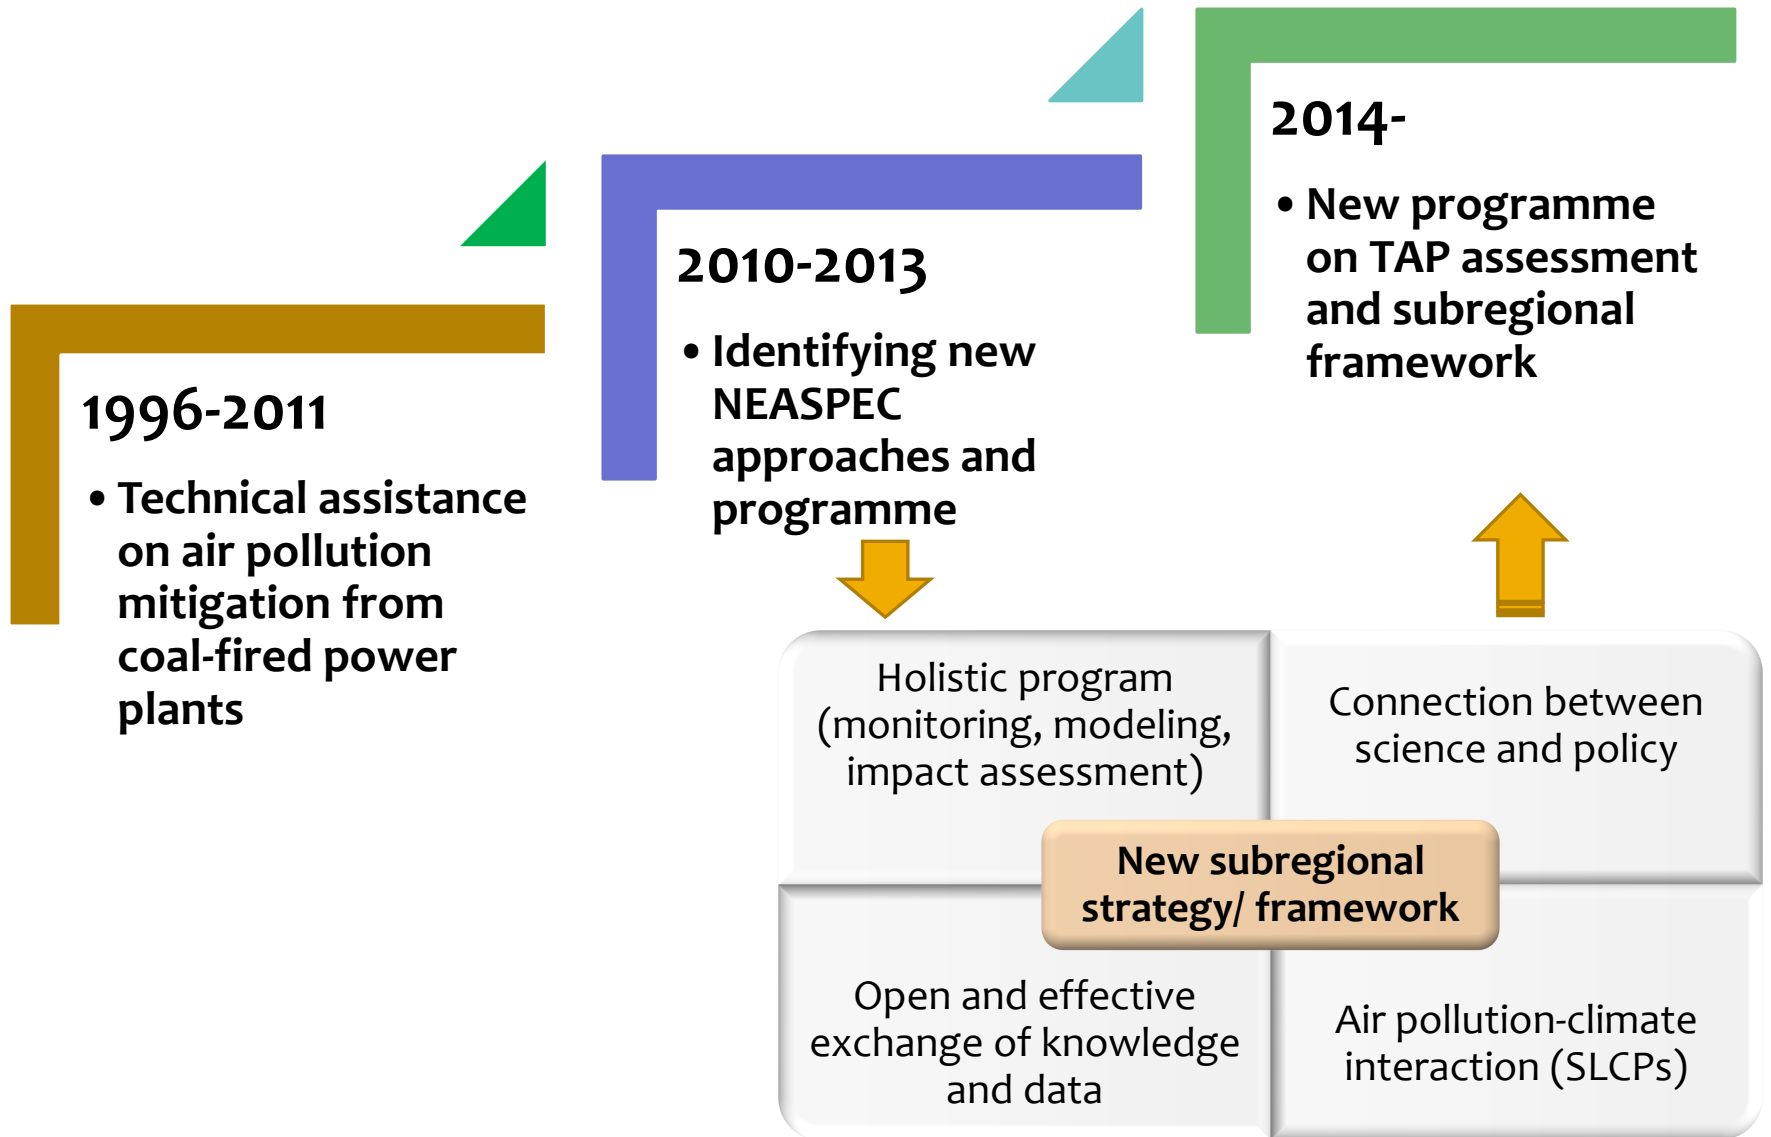 1996-2011
• Technical assistance
on air pollution
mitigation from
coal-fired power
plants
2010-2013
• Identifying new
NEASPEC
approaches and
programme
2014-
• New programme
on TAP assessment
and subregional
framework
Holistic program
(monitoring, modeling,
impact assessment)
Connection between
science and policy
New subregional
strategy/ framework
Open and effective
exchange of knowledge
and data
Air pollution-climate
interaction (SLCPs)